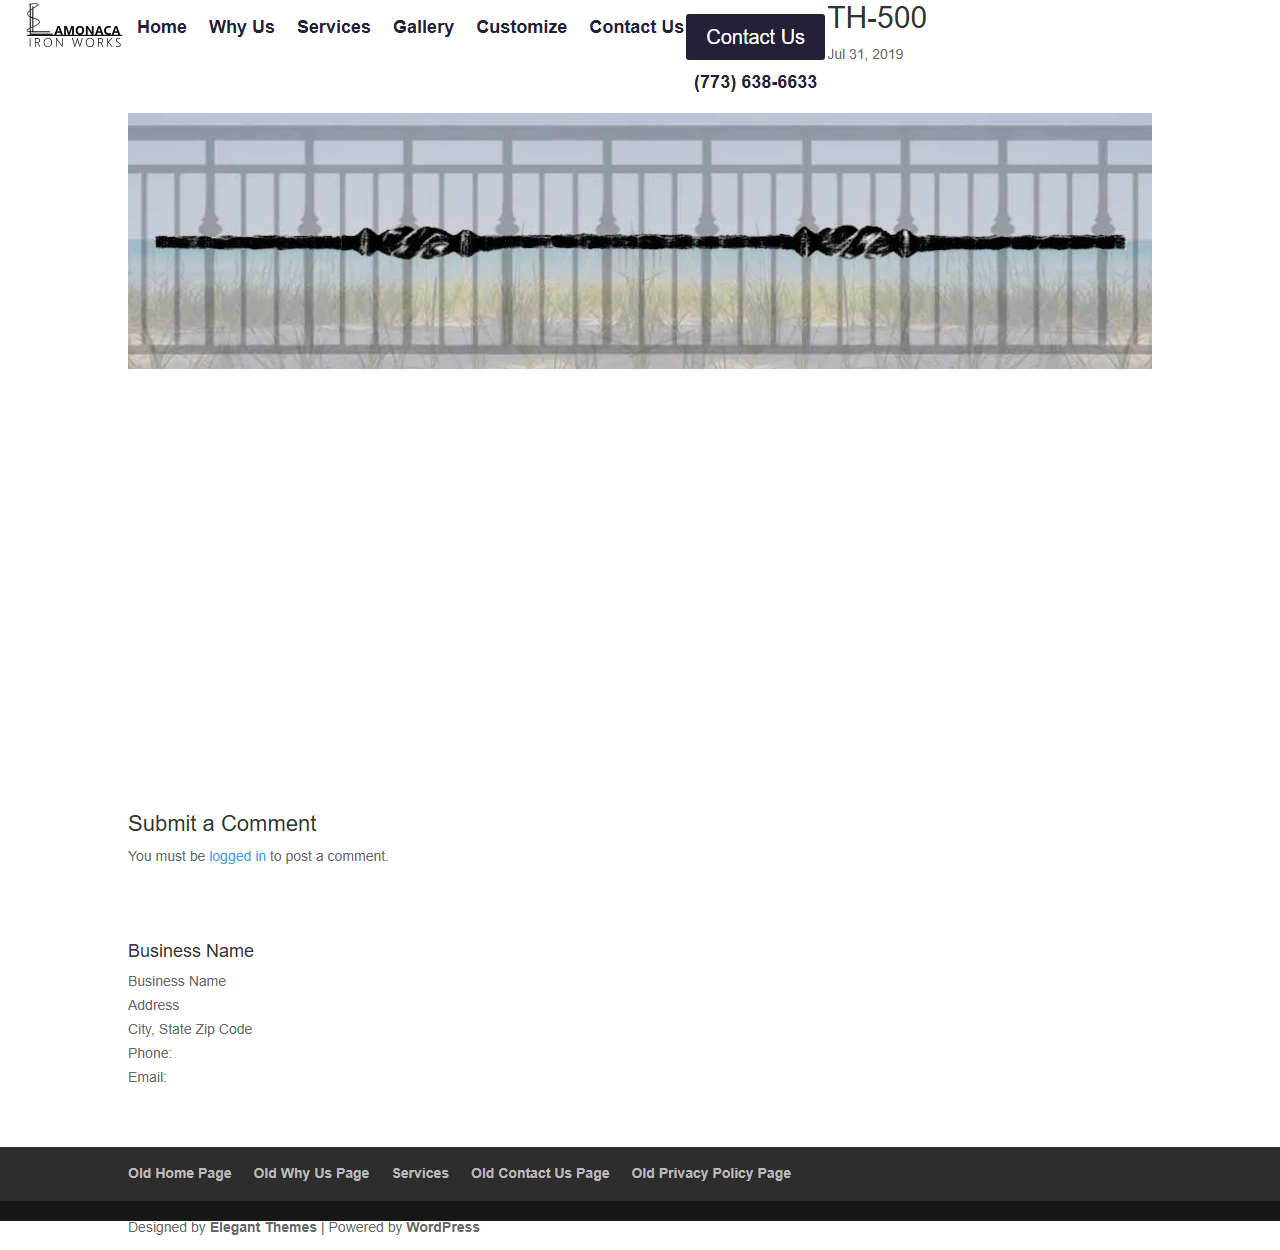 AMONACA
IRON WORKS
Home Why Us Services Gallery Customize Contact Us
Contact Us
(773) 638-6633
TH-500
Jul 31, 2019
Submit a Comment
You must be logged in to post a comment.
Business Name
Business Name
Address
City, State Zip Code
Phone:
Email:
Old Home Page Old Why Us Page Services Old Contact Us Page Old Privacy Policy Page
Designed by Elegant Themes | Powered by WordPress